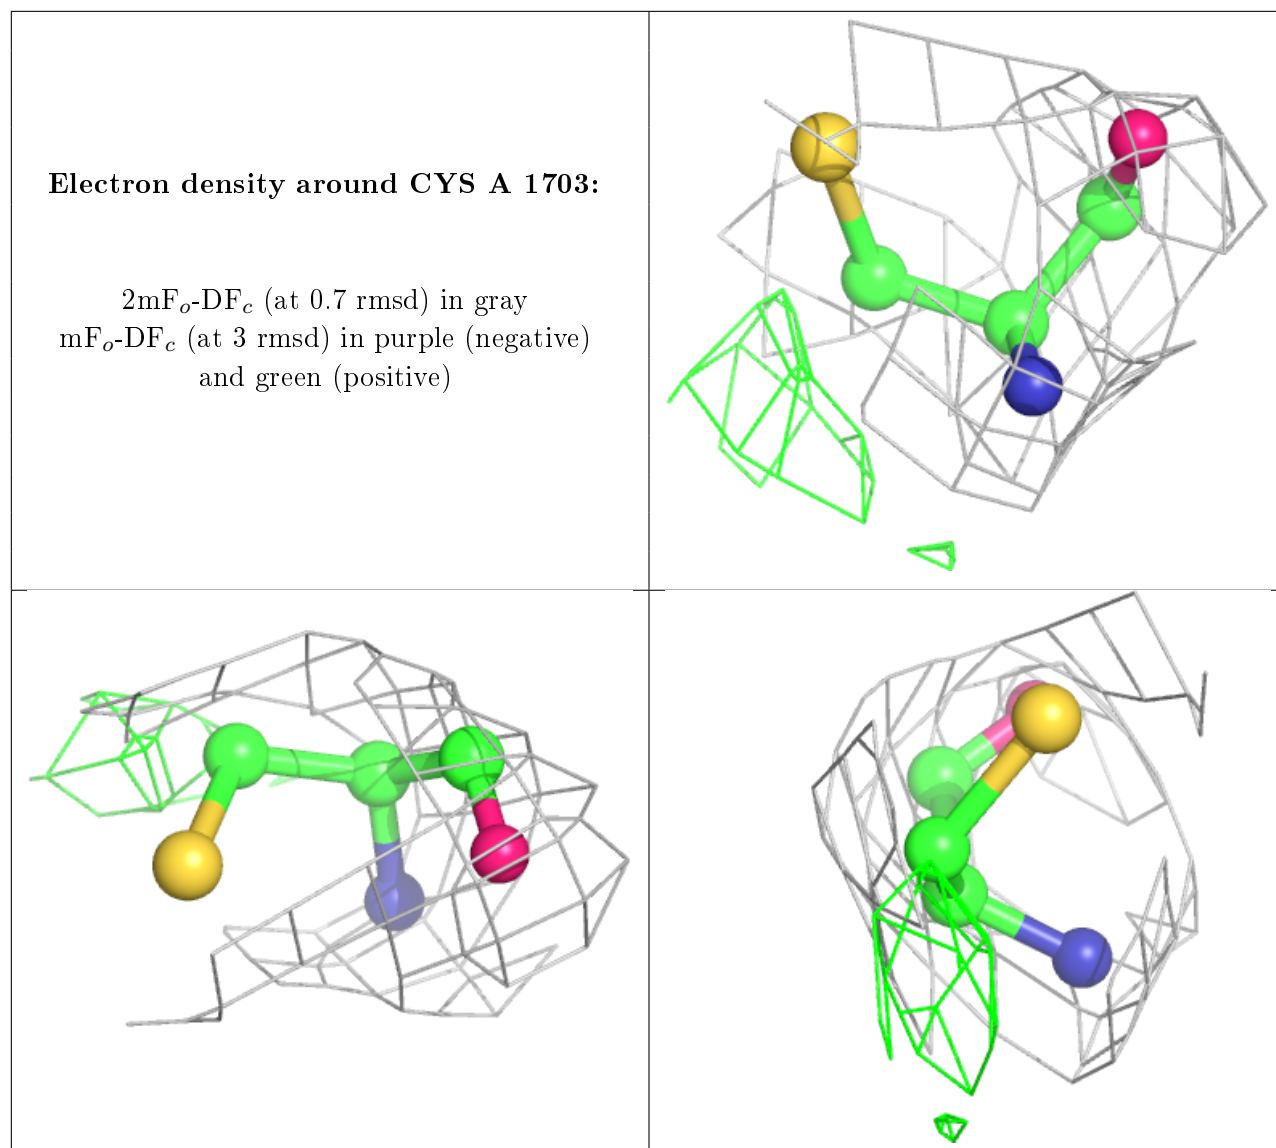 Electron density around CYS A 1703:
2mFo-DFc (at 0.7 rmsd) in gray
mFo-DFc (at 3 rmsd) in purple (negative)
and green (positive)